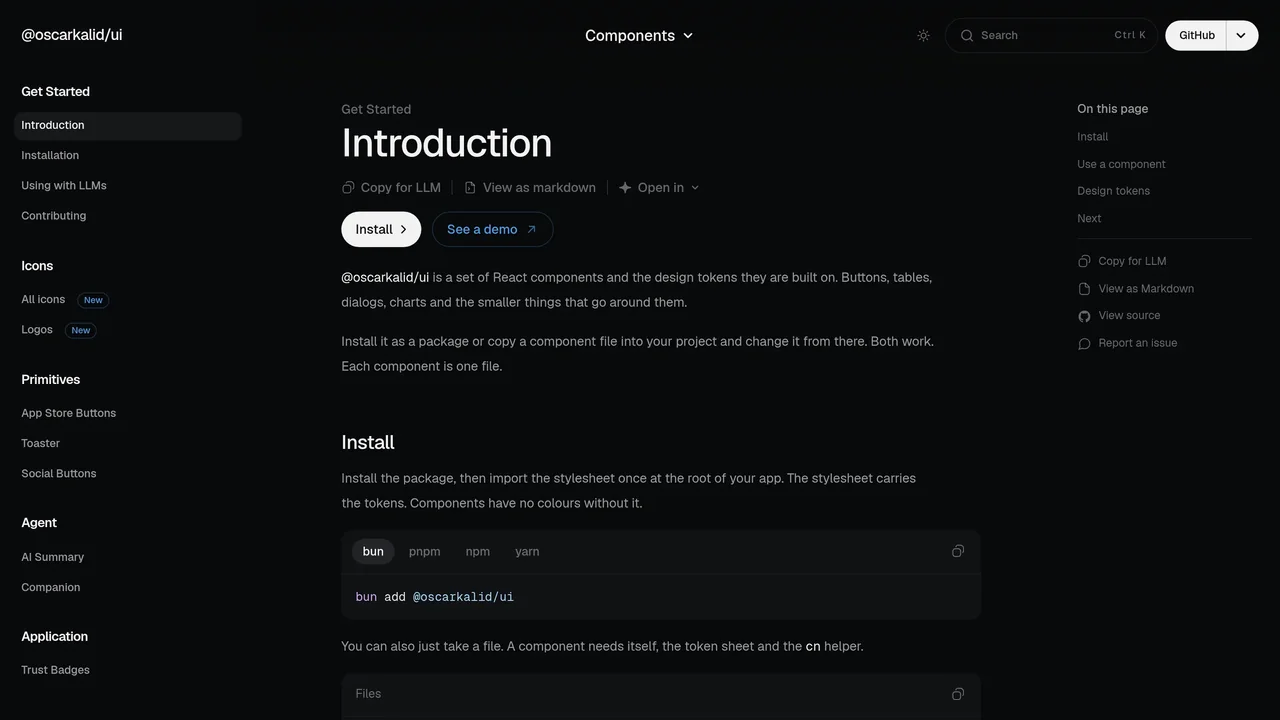 @oscarkalid/ui
Components
Search
Ctrl K
GitHub
Get Started
Introduction
Installation
Using with LLMs
Contributing
Icons
All icons
New
Logos
New
Primitives
App Store Buttons
Toaster
Social Buttons
Agent
AI Summary
Companion
Application
Trust Badges
Get Started
Introduction
Copy for LLM
View as markdown
Open in
Install
See a demo
@oscarkalid/ui is a set of React components and the design tokens they are built on. Buttons, tables,
dialogs, charts and the smaller things that go around them.
Install it as a package or copy a component file into your project and change it from there. Both work.
Each component is one file.
Install
Install the package, then import the stylesheet once at the root of your app. The stylesheet carries
the tokens. Components have no colours without it.
bun
pnpm
npm
yarn
bun add @oscarkalid/ui
You can also just take a file. A component needs itself, the token sheet and the cn helper.
Files
On this page
Install
Use a component
Design tokens
Next
Copy for LLM
View as Markdown
View source
Report an issue